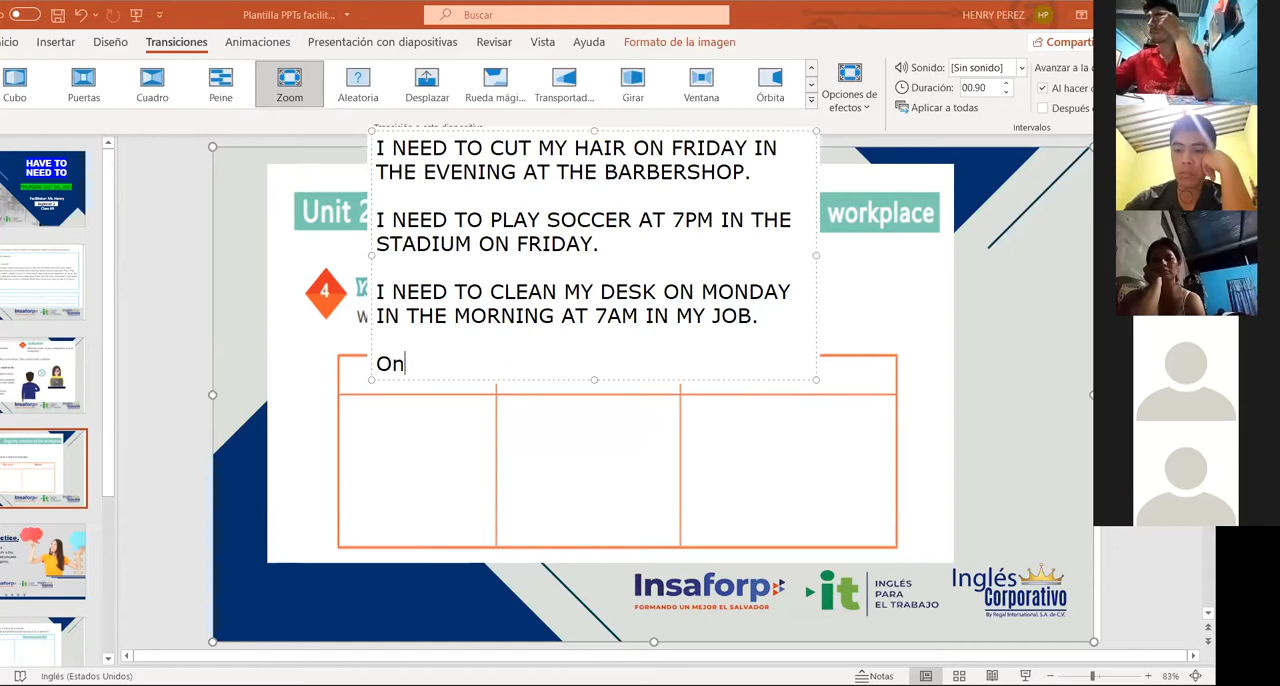 Plantilla PPTs facilit...
Buscar
HENRY PEREZ
HP
icio
Insertar
Diseño
Transiciones
Animaciones
Presentación con diapositivas
Revisar
Vista
Ayuda
Formato de la imagen
Comparti
Cubo
Puertas
Cuadro
Peine
Zoom
Aleatoria
Desplazar
Rueda mági...
Transportad...
Girar
Ventana
Órbita
Opciones de
efectos
Sonido: [Sin sonido]
Duración: 00.90
Aplicar a todas
Avanzar a la
Al hacer
Después
Intervalos
HAVE TO
NEED TO
I NEED TO CUT MY HAIR ON FRIDAY IN
THE EVENING AT THE BARBERSHOP.
I NEED TO PLAY SOCCER AT 7PM IN THE
STADIUM ON FRIDAY.
I NEED TO CLEAN MY DESK ON MONDAY
IN THE MORNING AT 7AM IN MY JOB.
On
Unit 2
workplace
4
Insaforp
FORMANDO UN MEJOR EL SALVADOR
it
INGLÉS
PARA
EL TRABAJO
Inglés
Corporativo
By Regal International, S.A. de C.V.
Inglés (Estados Unidos)
Notas
83%